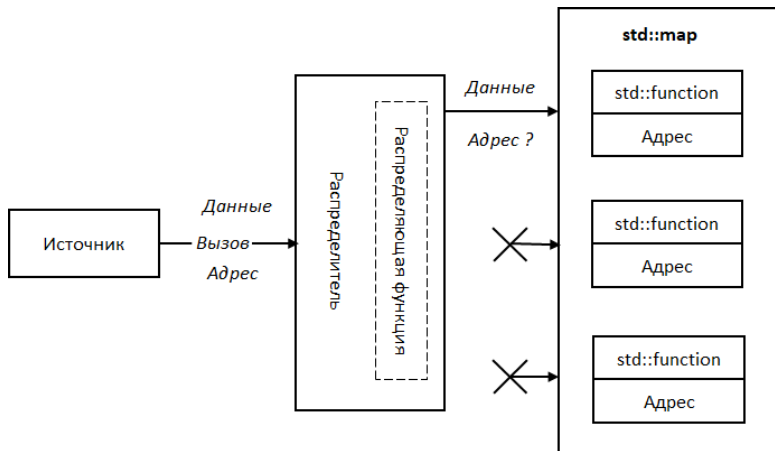 Источник
Данные
Вызов
Адрес
Распределитель
Распределяющая функция
Данные
Адрес ?
std::map
std::function
Адрес
std::function
Адрес
std::function
Адрес